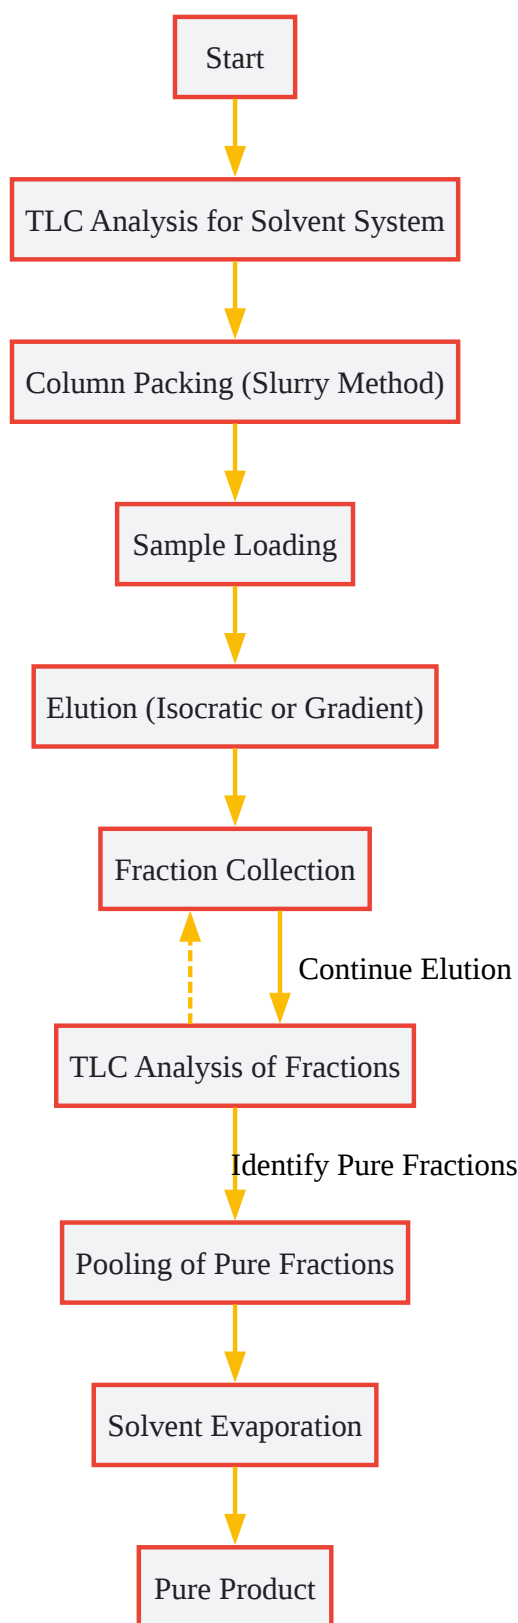 Start
TLC Analysis for Solvent System
Column Packing (Slurry Method)
Sample Loading
Elution (Isocratic or Gradient)
Fraction Collection
Continue Elution
TLC Analysis of Fractions
Identify Pure Fractions
Pooling of Pure Fractions
Solvent Evaporation
Pure Product